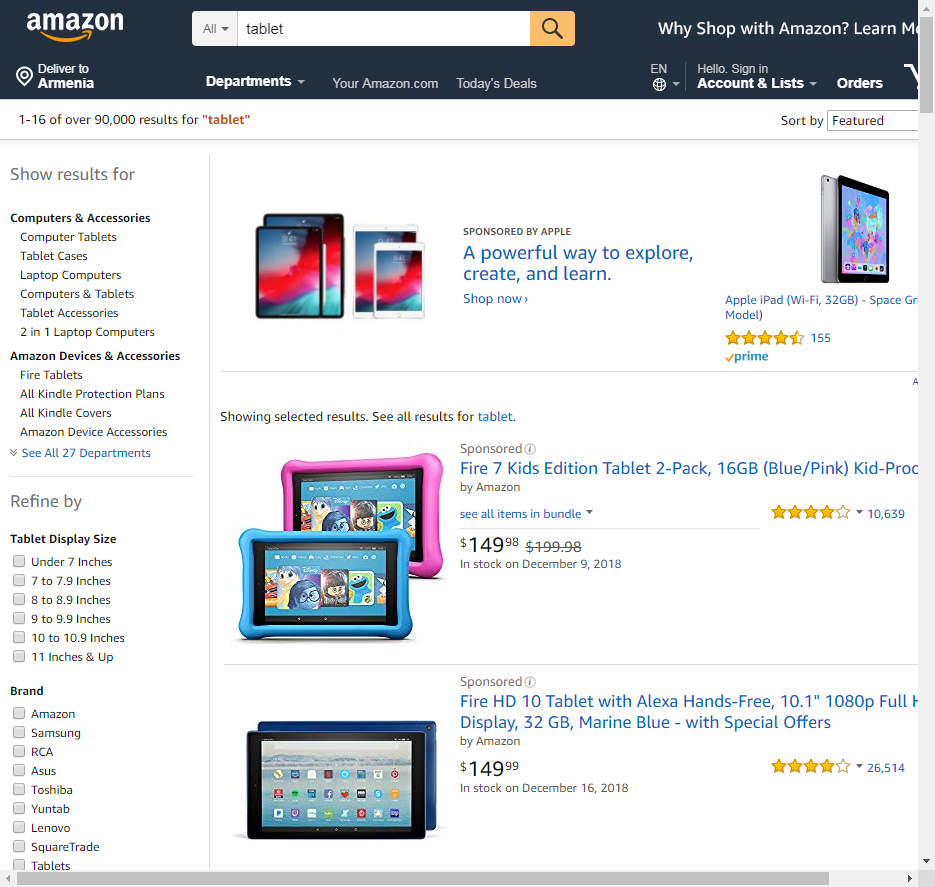 amazon
All
tablet
Why Shop with Amazon? Learn Mo
Deliver to
Armenia
Departments
Your Amazon.com
Today's Deals
EN
Hello. Sign in
Account & Lists
Orders
1-16 of over 90,000 results for "tablet"
Sort by
Featured
Show results for
Computers & Accessories
Computer Tablets
Tablet Cases
Laptop Computers
Computers & Tablets
Tablet Accessories
2 in 1 Laptop Computers
Amazon Devices & Accessories
Fire Tablets
All Kindle Protection Plans
All Kindle Covers
Amazon Device Accessories
See All 27 Departments
Refine by
Tablet Display Size
Under 7 Inches
7 to 7.9 Inches
8 to 8.9 Inches
9 to 9.9 Inches
10 to 10.9 Inches
11 Inches & Up
Brand
Amazon
Samsung
RCA
Asus
Toshiba
Yuntab
Lenovo
SquareTrade
Tablets
SPONSORED BY APPLE
A powerful way to explore,
create, and learn.
Shop now ›
Apple iPad (Wi-Fi, 32GB) - Space Gr
Model)
155
prime
A
Showing selected results. See all results for tablet.
Sponsored
Fire 7 Kids Edition Tablet 2-Pack, 16GB (Blue/Pink) Kid-Proo
by Amazon
see all items in bundle
10,639
$149 98 $199.98
In stock on December 9, 2018
Sponsored
Fire HD 10 Tablet with Alexa Hands-Free, 10.1" 1080p Full H
Display, 32 GB, Marine Blue - with Special Offers
by Amazon
$149 99
26,514
In stock on December 16, 2018